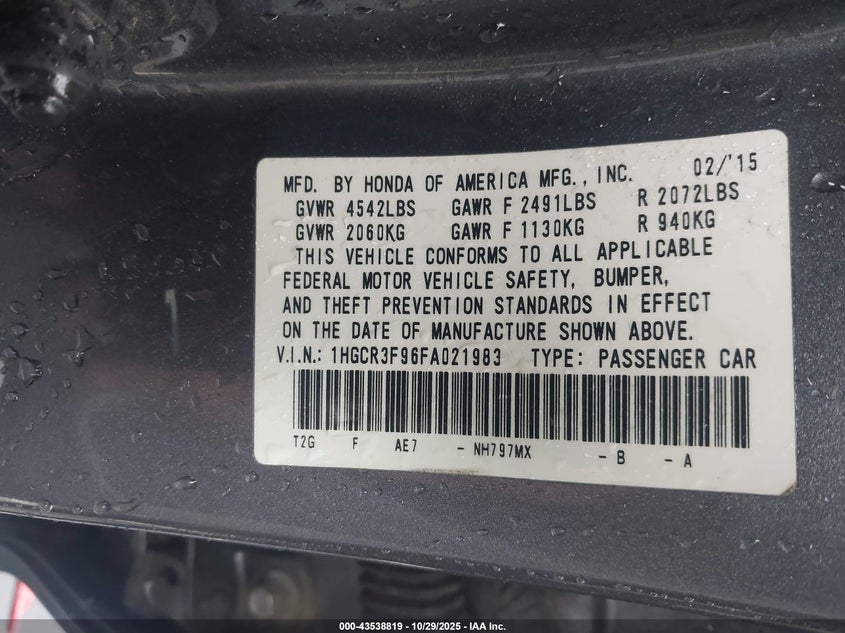 MFD. BY HONDA OF AMERICA MFG., INC. 02/'15
GVWR 4542LBS GAWR F 2491LBS R 2072LBS
GVWR 2060KG GAWR F 1130KG R 940KG
THIS VEHICLE CONFORMS TO ALL APPLICABLE
FEDERAL MOTOR VEHICLE SAFETY, BUMPER,
AND THEFT PREVENTION STANDARDS IN EFFECT
ON THE DATE OF MANUFACTURE SHOWN ABOVE.
V.I.N.: 1HGCR3F96FA021983 TYPE: PASSENGER CAR
T2G F AE7 - NH797MX - B - A
000-43538819 - 10/29/2025 - IAA Inc.